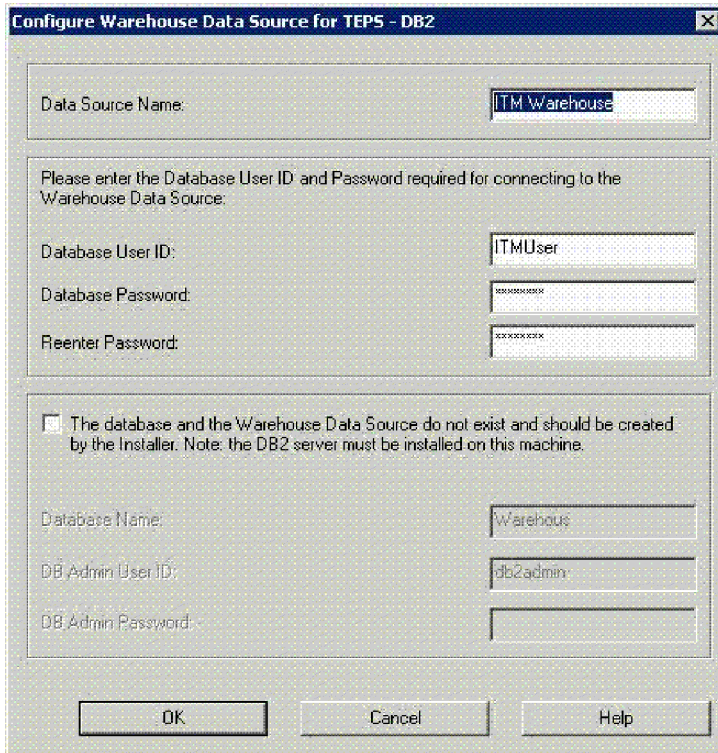 Configure Warehouse Data Source for TEPS - DB2
Data Source Name:
ITM Warehouse
Please enter the Database User ID and Password required for connecting to the
Warehouse Data Source:
Database User ID:
ITMUser
Database Password:
********
Reenter Password:
********
The database and the Warehouse Data Source do not exist and should be created
by the Installer. Note: the DB2 server must be installed on this machine.
Database Name:
Warehous
DB Admin User ID:
db2admin
DB Admin Password:
OK
Cancel
Help